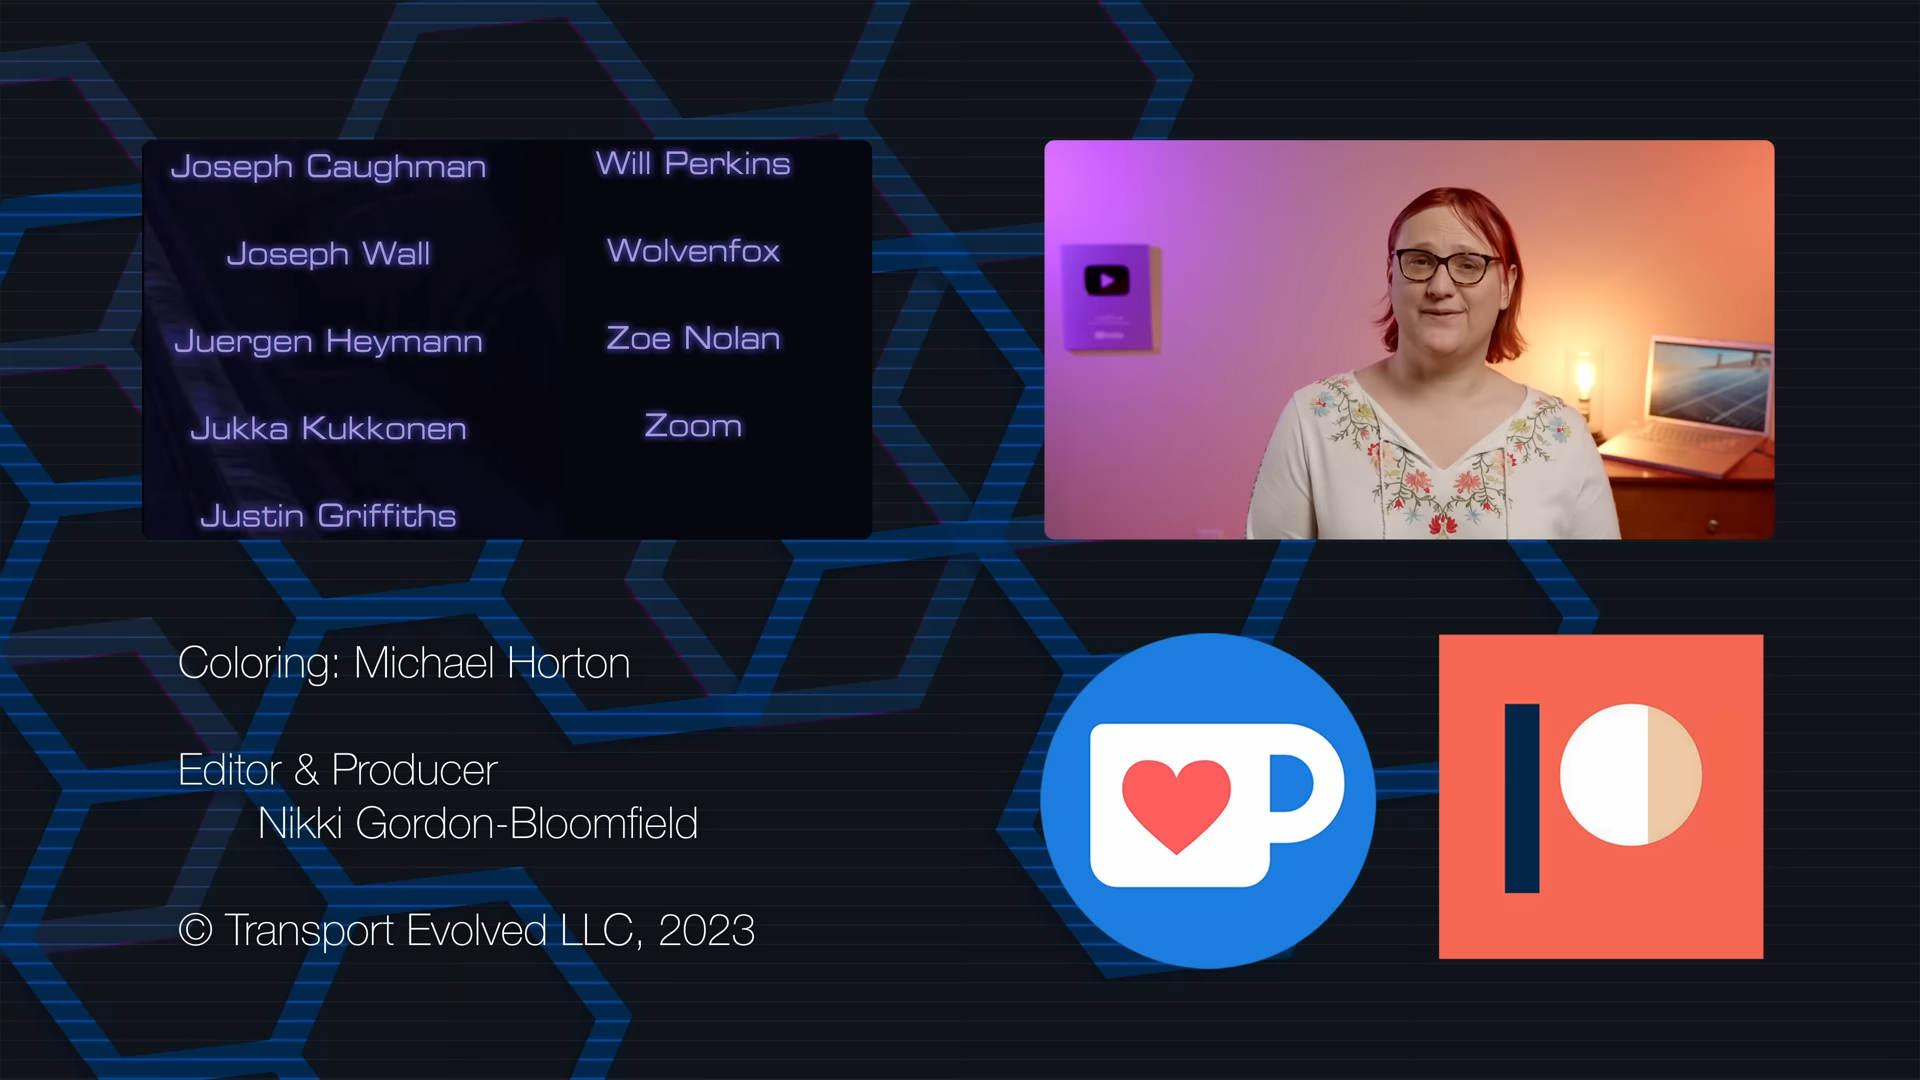 Joseph Caughman
Joseph Wall
Juergen Heymann
Jukka Kukkonen
Justin Griffiths
Will Perkins
Wolvenfox
Zoe Nolan
Zoom
Coloring: Michael Horton
Editor & Producer
Nikki Gordon-Bloomfield
© Transport Evolved LLC, 2023